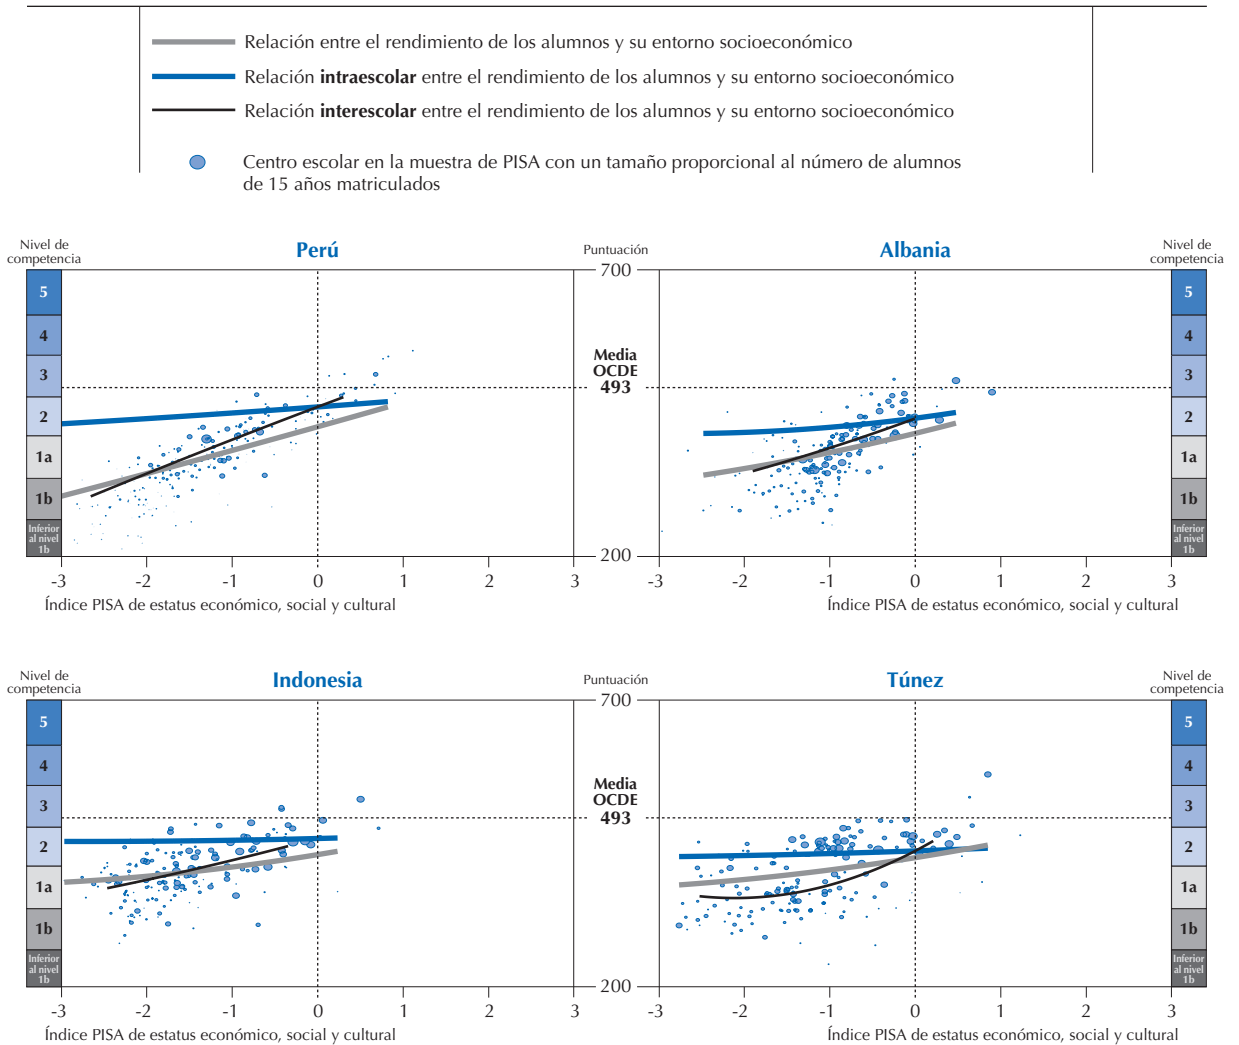 Relación entre el rendimiento de los alumnos y su entorno socioeconómico
Relación intraescolar entre el rendimiento de los alumnos y su entorno socioeconómico
Relación interescolar entre el rendimiento de los alumnos y su entorno socioeconómico
Centro escolar en la muestra de PISA con un tamaño proporcional al número de alumnos
de 15 años matriculados
Nivel de
competencia
Perú
Puntuación
Albania
Nivel de
competencia
700
5
4
3
2
1a
1b
Inferior
al nivel
1b
Media
OCDE
493
200
5
4
3
2
1a
1b
Inferior
al nivel
1b
-3 -2 -1 0 1 2 3
-3 -2 -1 0 1 2 3
Índice PISA de estatus económico, social y cultural
Índice PISA de estatus económico, social y cultural
Nivel de
competencia
Indonesia
Puntuación
Túnez
Nivel de
competencia
700
5
4
3
2
1a
1b
Inferior
al nivel
1b
Media
OCDE
493
200
5
4
3
2
1a
1b
Inferior
al nivel
1b
-3 -2 -1 0 1 2 3
-3 -2 -1 0 1 2 3
Índice PISA de estatus económico, social y cultural
Índice PISA de estatus económico, social y cultural